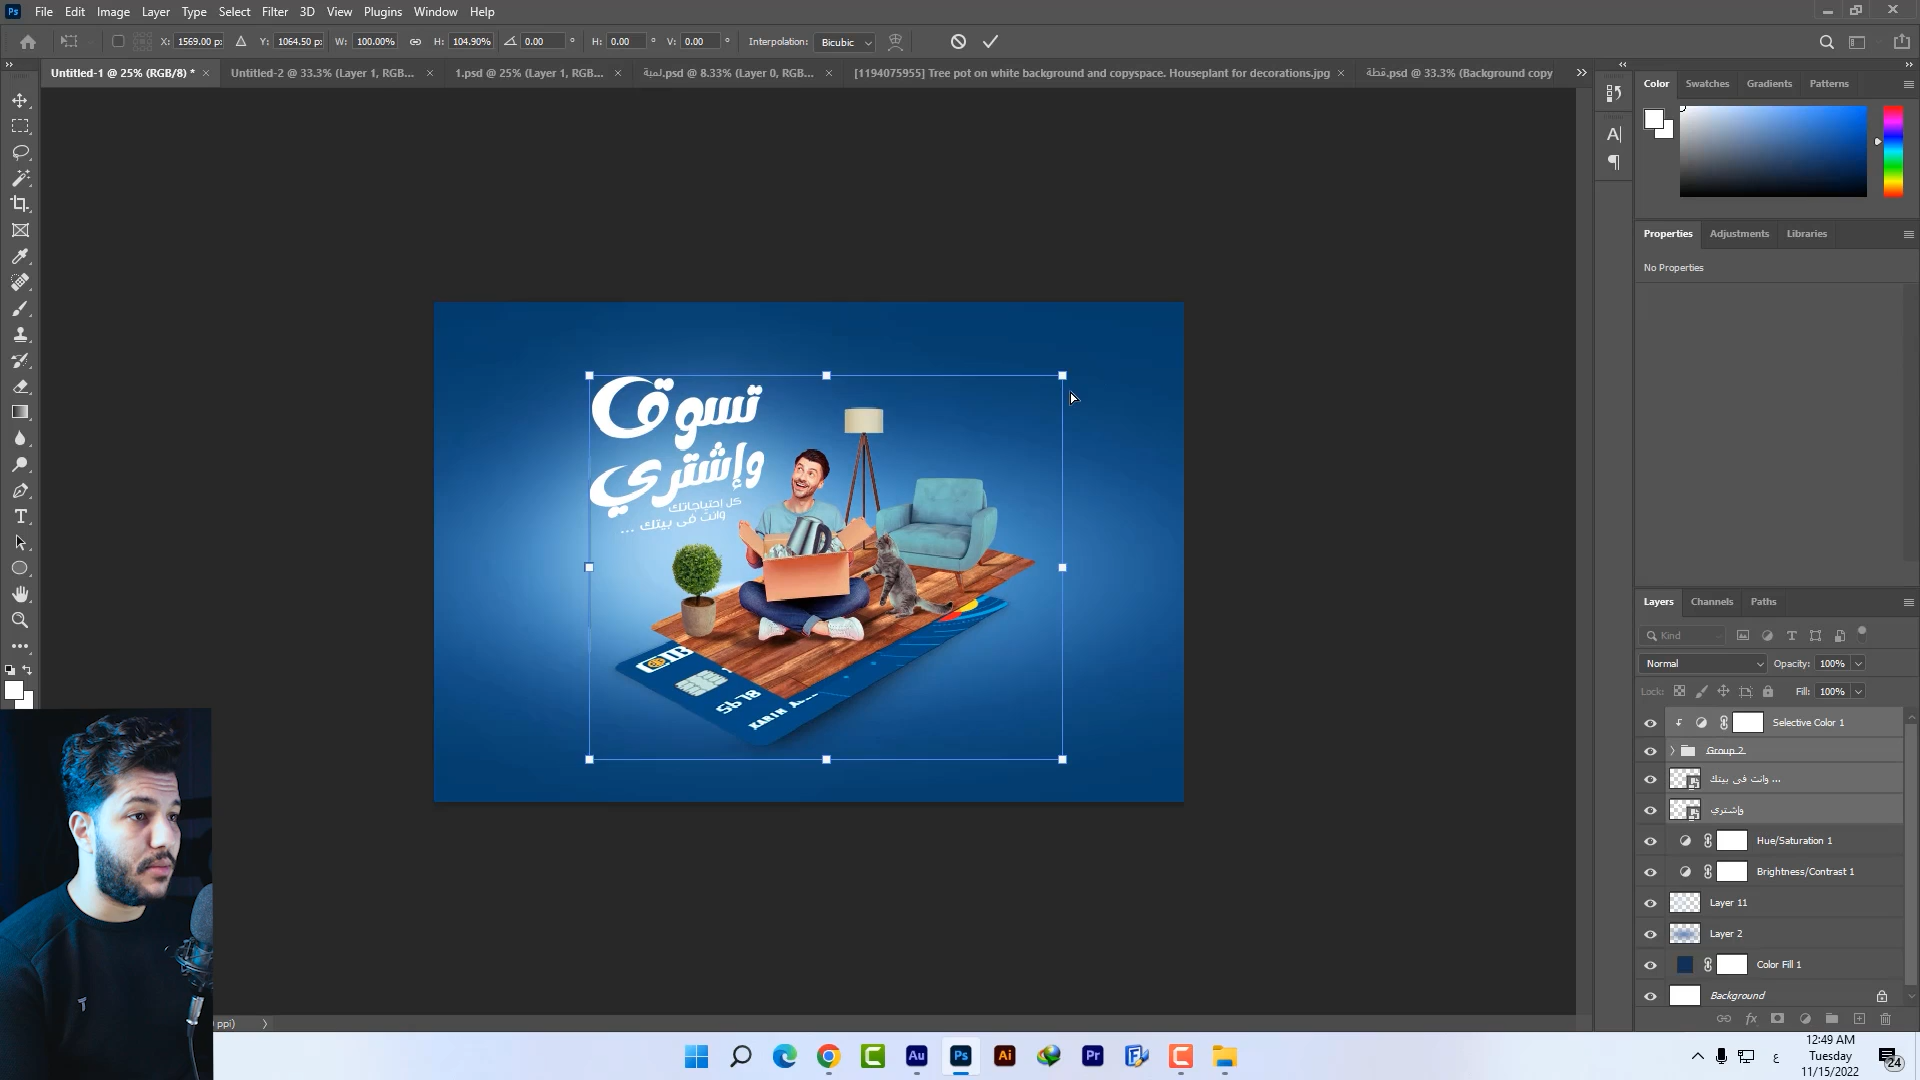 File Edit Image Layer Type Select Filter 3D View Plugins Window Help
X: 1569.00 p: Y: 1064.50 p: W: 100.00% H: 104.90% 0.00 ° H: 0.00 ° V: 0.00 ° Interpolation: Bicubic
Untitled-1 @ 25% (RGB/8) * Untitled-2 @ 33.3% (Layer 1, RGB... 1.psd @ 25% (Layer 1, RGB... لمبة.psd @ 8.33% (Layer 0, RGB... [1194075955] Tree pot on white background and copyspace. Houseplant for decorations.jpg قطة.psd @ 33.3% (Background copy
Color Swatches Gradients Patterns
Properties Adjustments Libraries
No Properties
تسوق
وإشتري
كل إحتياجاتك
وانت فى بيتك ...
CIB
Layers Channels Paths
Kind
Normal Opacity: 100%
Lock: Fill: 100%
Selective Color 1
Group 2
وانت فى بيتك ...
وإشتري
Hue/Saturation 1
Brightness/Contrast 1
Layer 11
Layer 2
Color Fill 1
Background
ppi)
12:49 AM
Tuesday
11/15/2022
ع
24